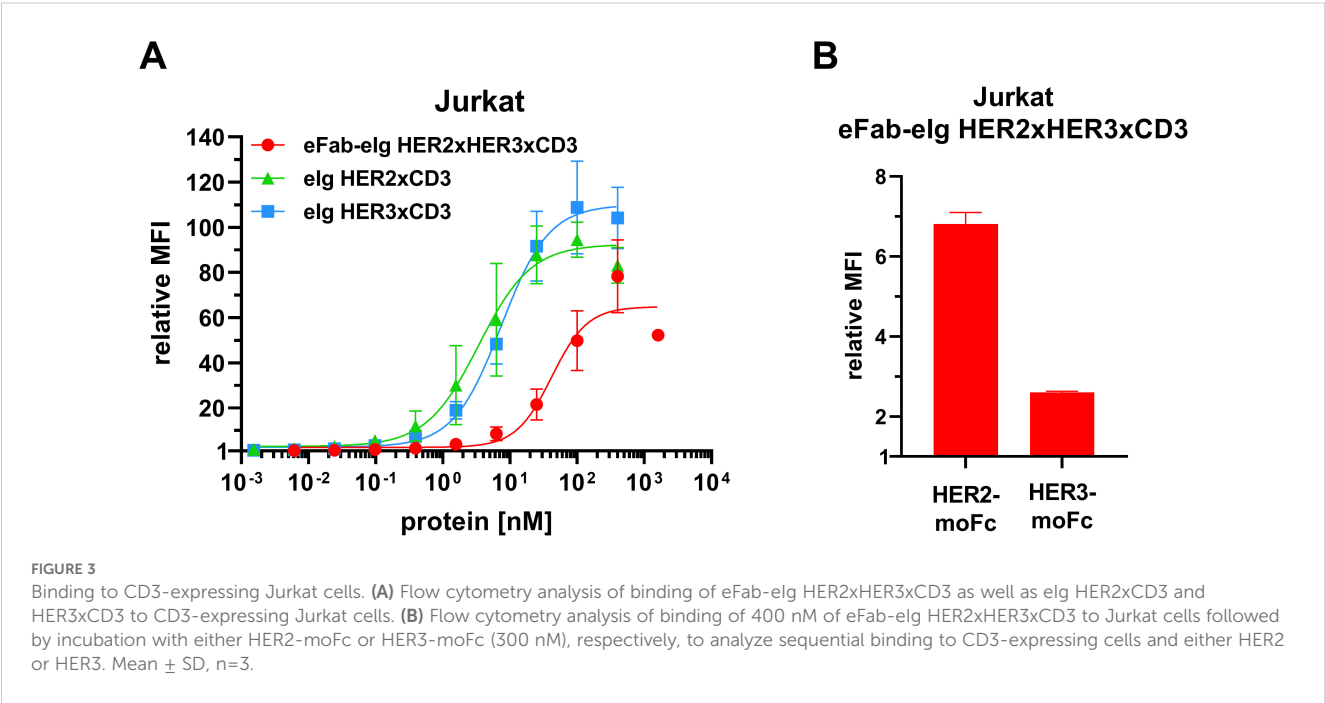 A
Jurkat
140
120
100
80
60
40
20
1
relative MFI
eFab-eIg HER2xHER3xCD3
eIg HER2xCD3
eIg HER3xCD3
10-3 10-2 10-1 100 101 102 103 104
protein [nM]
B
Jurkat
eFab-eIg HER2xHER3xCD3
8
6
4
2
1
relative MFI
HER2-
moFc
HER3-
moFc
FIGURE 3
Binding to CD3-expressing Jurkat cells. (A) Flow cytometry analysis of binding of eFab-eIg HER2xHER3xCD3 as well as eIg HER2xCD3 and
HER3xCD3 to CD3-expressing Jurkat cells. (B) Flow cytometry analysis of binding of 400 nM of eFab-eIg HER2xHER3xCD3 to Jurkat cells followed
by incubation with either HER2-moFc or HER3-moFc (300 nM), respectively, to analyze sequential binding to CD3-expressing cells and either HER2
or HER3. Mean ± SD, n=3.